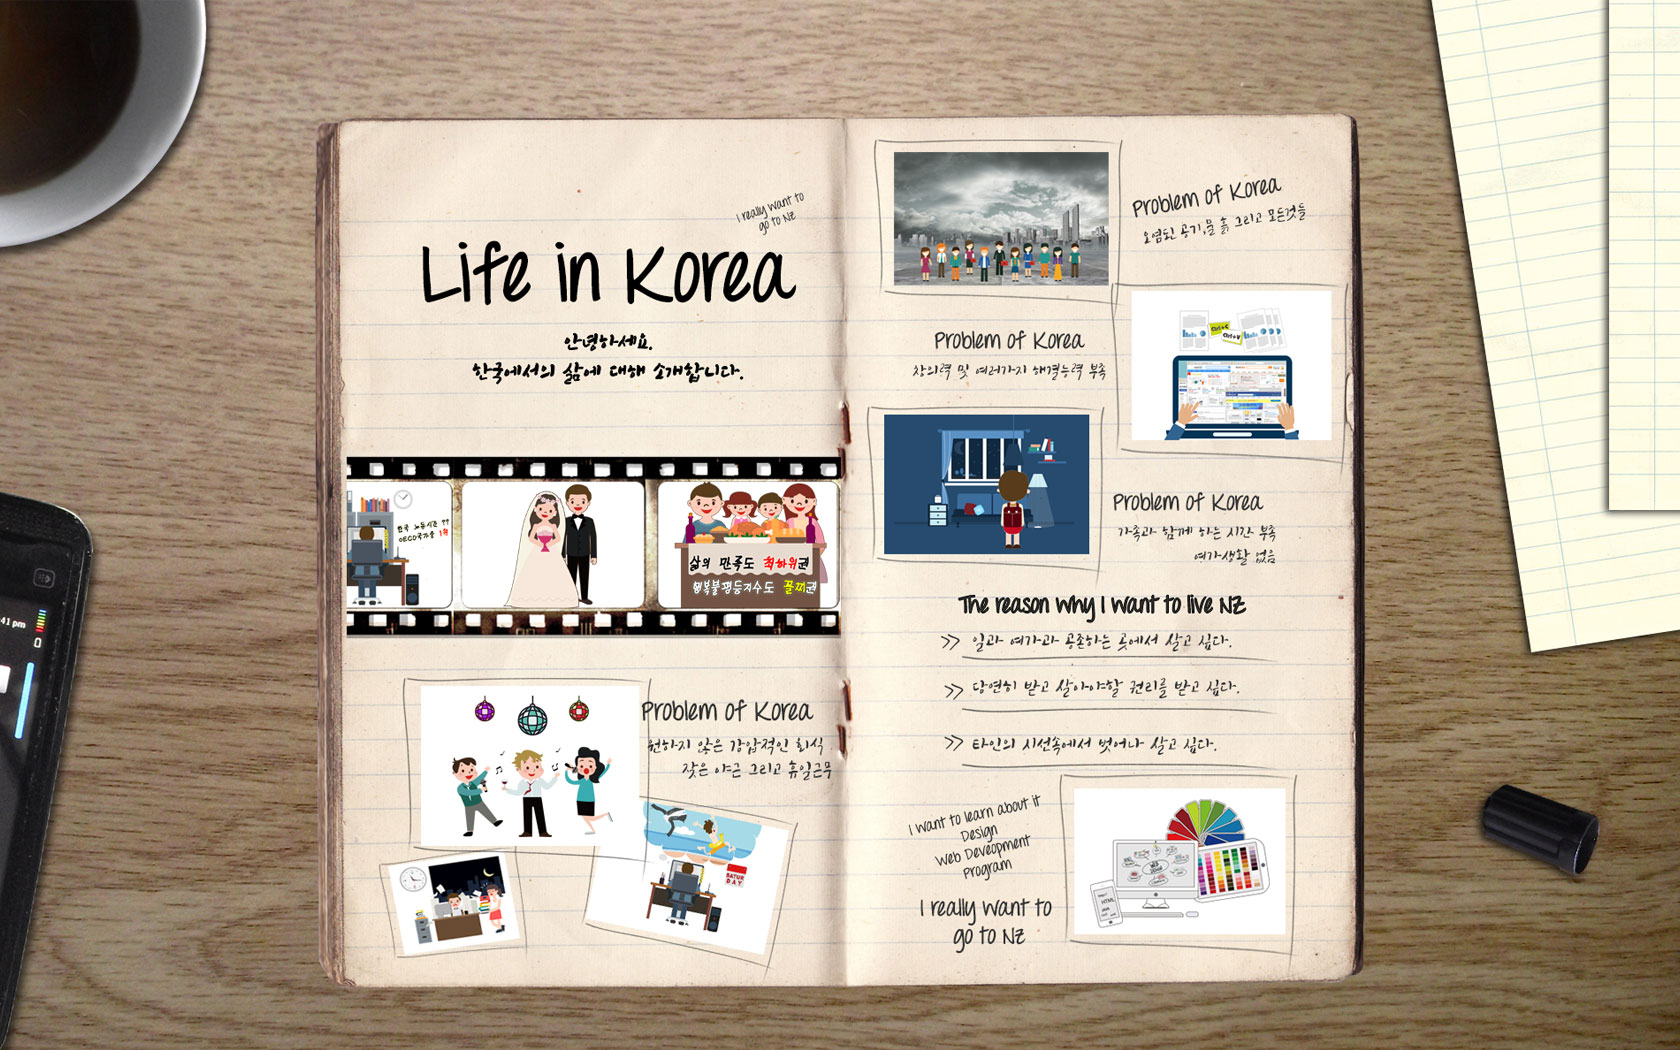 I really want to
go to NZ
Life in Korea
안녕하세요.
한국에서의 삶에 대해 소개합니다.
한국 노동시간 ??
OECD국가중 1위
삶의 만족도 최하위권
행복불평등지수도 꼴찌권
Problem of Korea
원하지 않은 강압적인 회식
잦은 야근 그리고 휴일근무
SATUR
DAY
Problem of Korea
오염된 공기,물 흙 그리고 모든것들
Ctrl+C
Ctrl+V
Problem of Korea
창의력 및 여러가지 해결능력 부족
Problem of Korea
가족과 함께 하는 시간 부족
여가생활 없음
The reason why I want to live NZ
>> 일과 여가과 공존하는 곳에서 살고 싶다.
>> 당연히 받고 살아야할 권리를 받고 싶다.
>> 타인의 시선속에서 벗어나 살고 싶다.
I want to learn about it
Design
Web Deveopment
Program
I really want to
go to NZ
HTML
41 pm